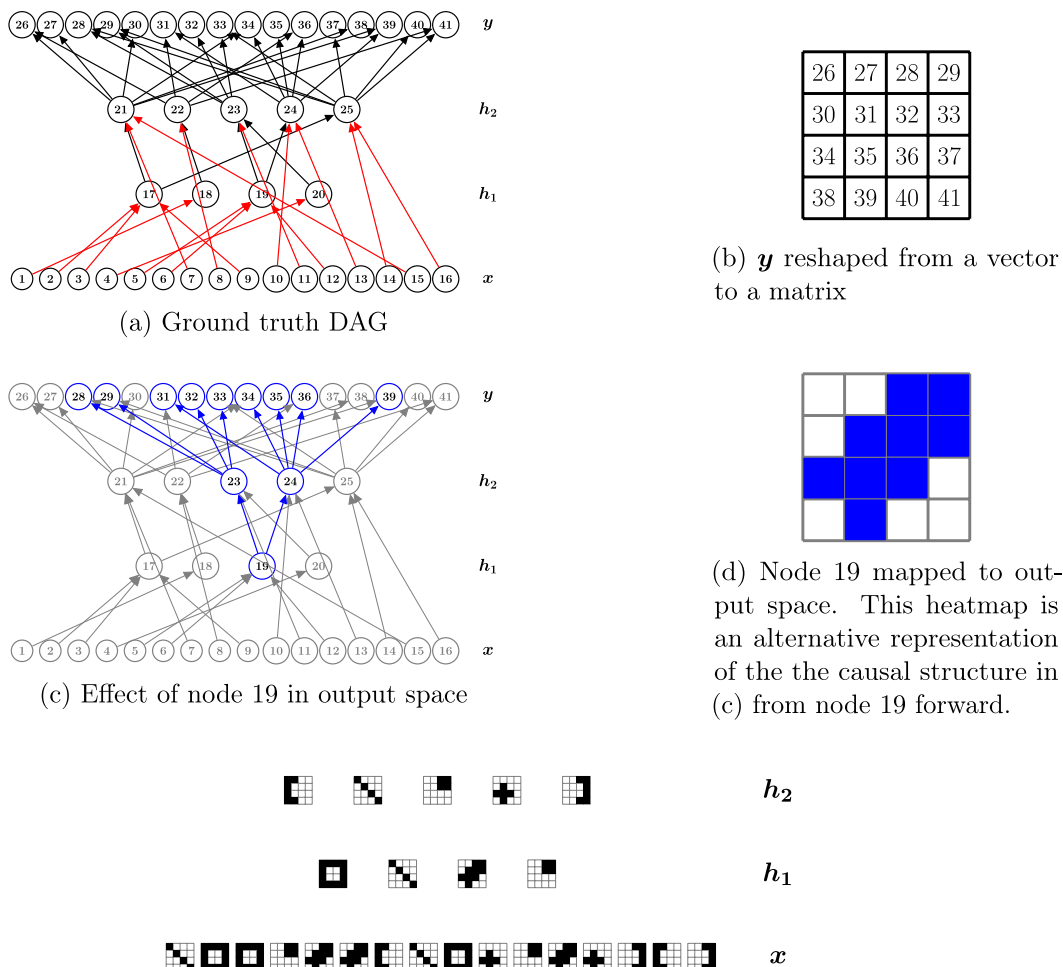 26 27 28 29 30 31 32 33 34 35 36 37 38 39 40 41 y
21 22 23 24 25 h₂
17 18 19 20 h₁
1 2 3 4 5 6 7 8 9 10 11 12 13 14 15 16 x
(a) Ground truth DAG
26 27 28 29
30 31 32 33
34 35 36 37
38 39 40 41
(b) y reshaped from a vector
to a matrix
26 27 28 29 30 31 32 33 34 35 36 37 38 39 40 41 y
21 22 23 24 25 h₂
17 18 19 20 h₁
1 2 3 4 5 6 7 8 9 10 11 12 13 14 15 16 x
(c) Effect of node 19 in output space
(d) Node 19 mapped to out-
put space. This heatmap is
an alternative representation
of the the causal structure in
(c) from node 19 forward.
h₂
h₁
x